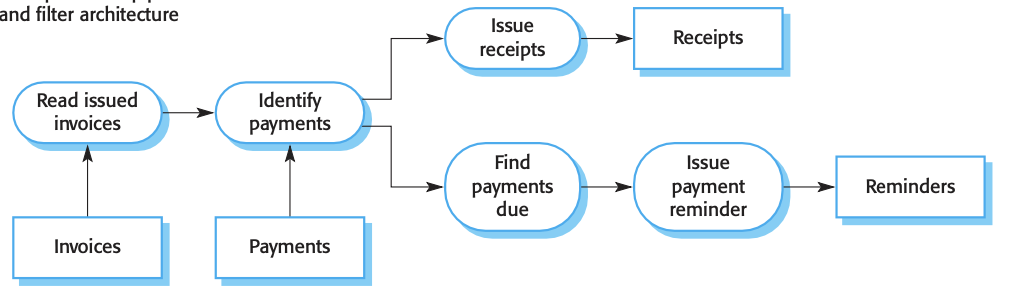 and filter architecture
Issue
receipts
Receipts
Read issued
invoices
Identify
payments
Find
payments
due
Issue
payment
reminder
Reminders
Invoices
Payments